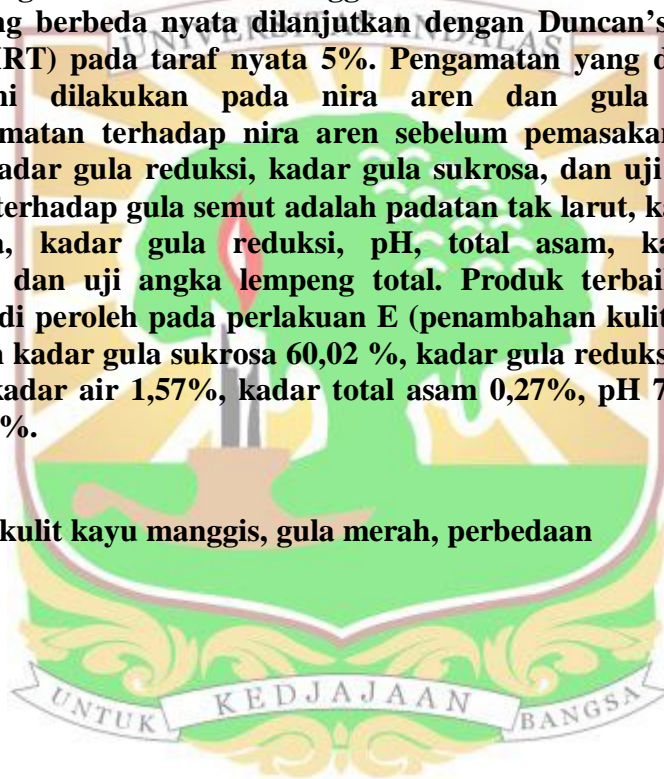 ng berbeda nyata dilanjutkan dengan Duncan's
UNIVERSITAS ANDALAS
IRT) pada taraf nyata 5%. Pengamatan yang d
ni dilakukan pada nira aren dan gula
matan terhadap nira aren sebelum pemasakan
adar gula reduksi, kadar gula sukrosa, dan uji
terhadap gula semut adalah padatan tak larut, ka
, kadar gula reduksi, pH, total asam, ka
dan uji angka lempeng total. Produk terbai
di peroleh pada perlakuan E (penambahan kulit
kadar gula sukrosa 60,02 %, kadar gula reduks
kadar air 1,57%, kadar total asam 0,27%, pH 7
%.
kulit kayu manggis, gula merah, perbedaan
UNTUK KEDJAJAAN BANGSA